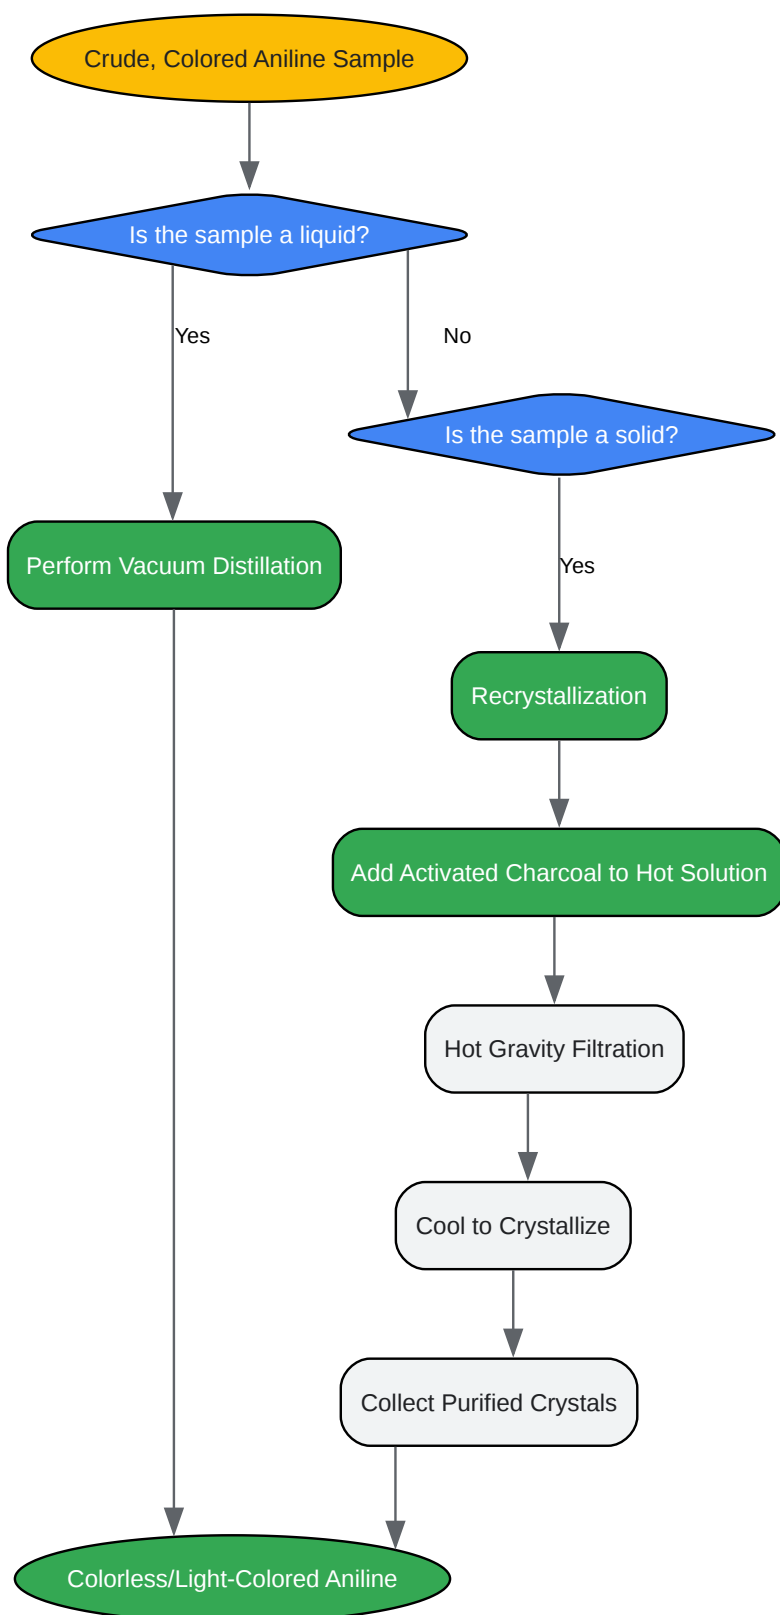 Crude, Colored Aniline Sample
Is the sample a liquid?
Yes
No
Is the sample a solid?
Perform Vacuum Distillation
Yes
Recrystallization
Add Activated Charcoal to Hot Solution
Hot Gravity Filtration
Cool to Crystallize
Collect Purified Crystals
Colorless/Light-Colored Aniline